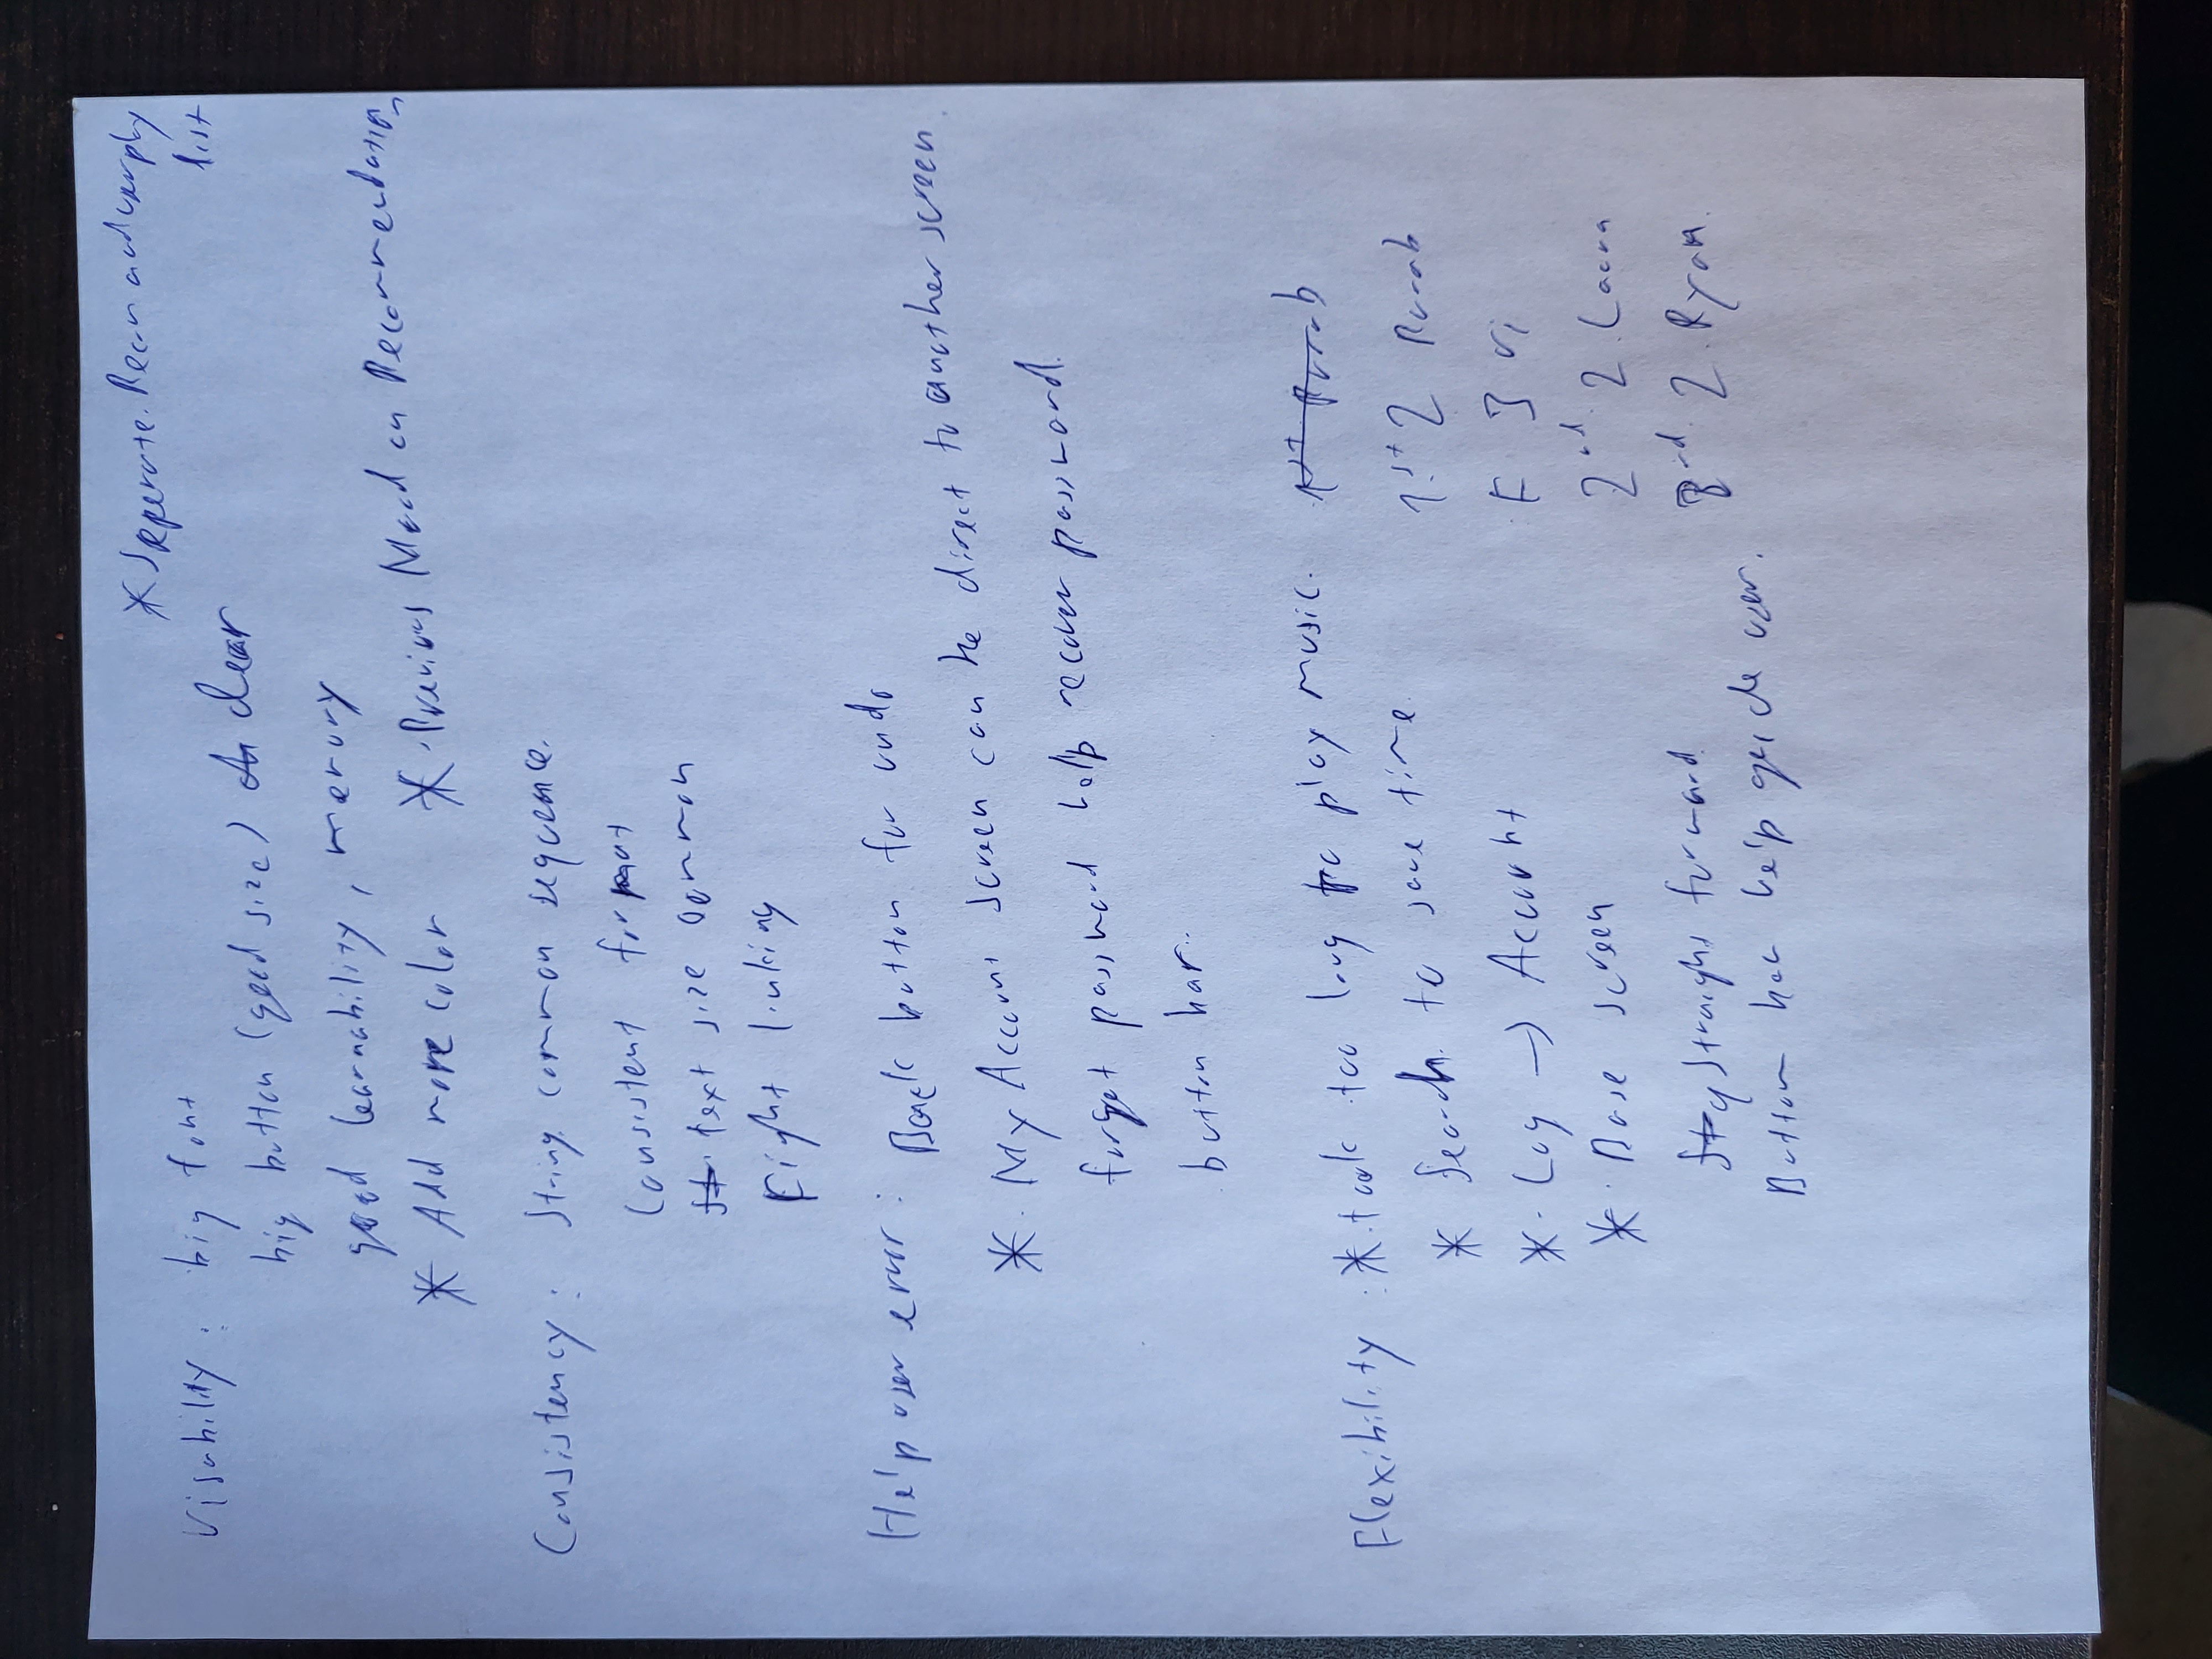 * Seperate Recom and user play
list
Visability : big font
big button (good size) clear
good learnability, memory
* Add more color * Previous Mood on Recommendation
Consistency : String common sequence.
Consistent format
text size common
Right linking
Help user error : Back button for undo
* My Account screen can be direct to another screen
forget password help recover password.
button bar.
Flexibility : * took too long to play music.
* Search to save time
1st 2
* Log → Account
F 3 Vi
* Base screen
2nd 2 Laura
Straight forward
3rd 2 Ryan
Button bar help guide user.